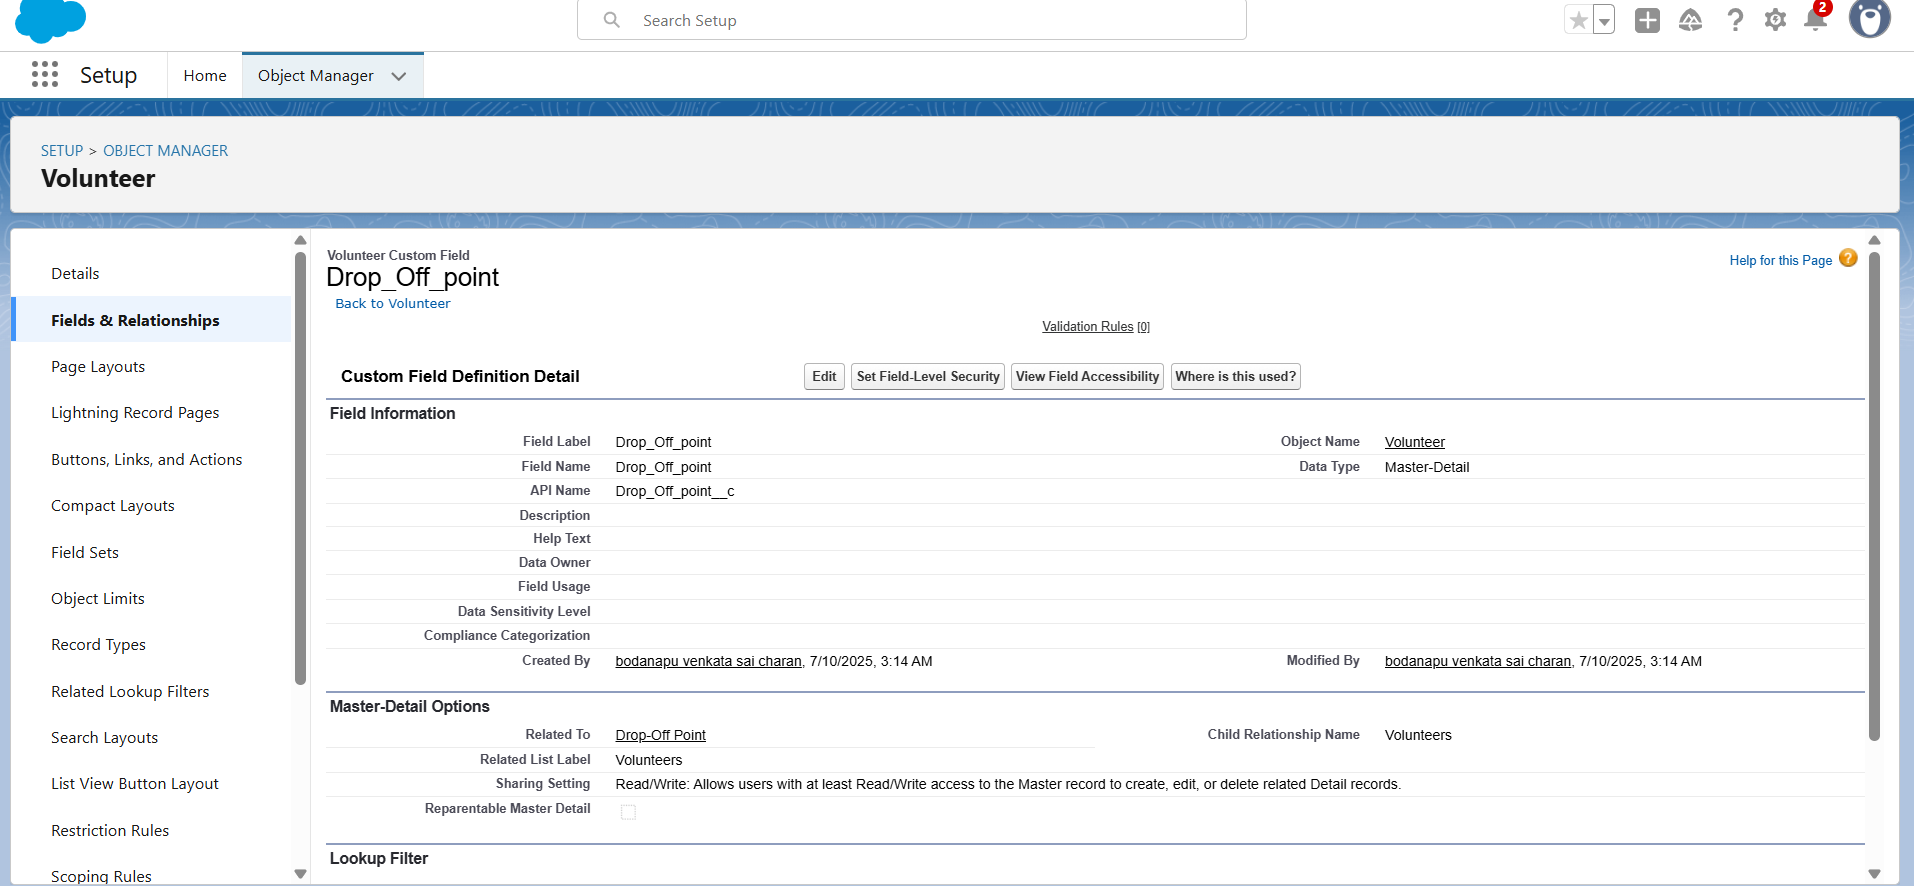 Search Setup
2
Setup
Home
Object Manager
SETUP > OBJECT MANAGER
Volunteer
Details
Fields & Relationships
Page Layouts
Lightning Record Pages
Buttons, Links, and Actions
Compact Layouts
Field Sets
Object Limits
Record Types
Related Lookup Filters
Search Layouts
List View Button Layout
Restriction Rules
Scoping Rules
Volunteer Custom Field
Drop_Off_point
Back to Volunteer
Help for this Page ?
Validation Rules [0]
Custom Field Definition Detail
Edit Set Field-Level Security View Field Accessibility Where is this used?
Field Information
Field Label Drop_Off_point Object Name Volunteer
Field Name Drop_Off_point Data Type Master-Detail
API Name Drop_Off_point__c
Description
Help Text
Data Owner
Field Usage
Data Sensitivity Level
Compliance Categorization
Created By bodanapu venkata sai charan, 7/10/2025, 3:14 AM Modified By bodanapu venkata sai charan, 7/10/2025, 3:14 AM
Master-Detail Options
Related To Drop-Off Point Child Relationship Name Volunteers
Related List Label Volunteers
Sharing Setting Read/Write: Allows users with at least Read/Write access to the Master record to create, edit, or delete related Detail records.
Reparentable Master Detail
Lookup Filter